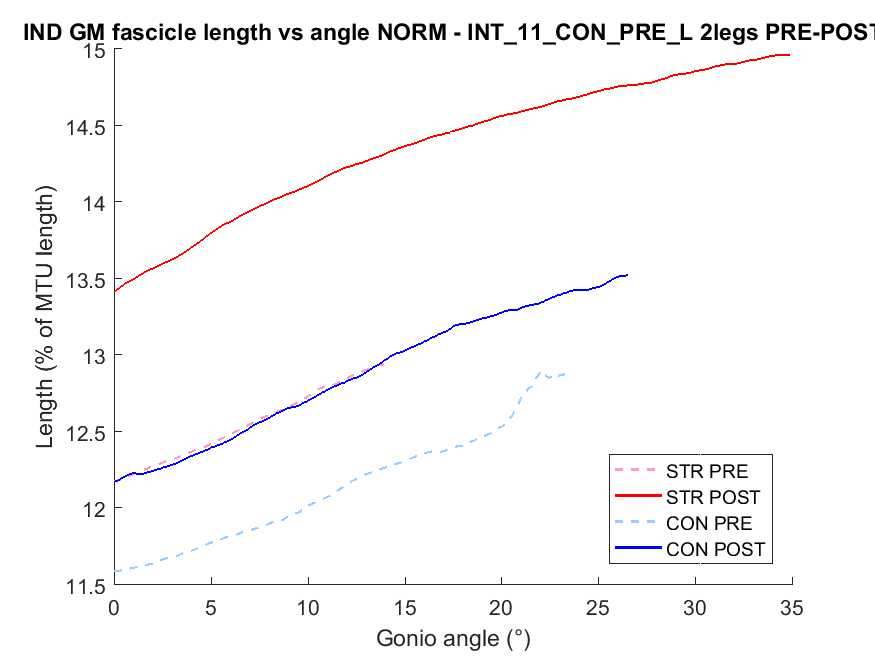 IND GM fascicle length vs angle NORM - INT_11_CON_PRE_L 2legs PRE-POST
15
14.5
14
13.5
13
12.5
12
11.5
Length (% of MTU length)
0 5 10 15 20 25 30 35
Gonio angle (°)
STR PRE
STR POST
CON PRE
CON POST